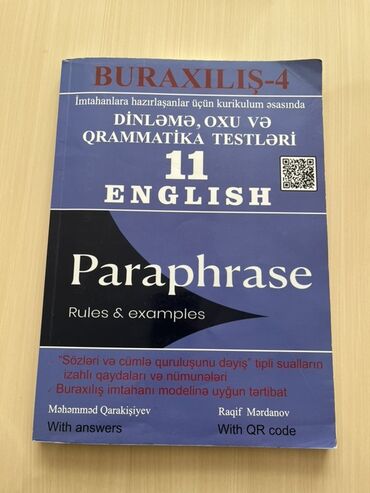 BURAXILIŞ-4
İmtahanlara hazırlaşanlar üçün kurikulum əsasında
DİNLƏMƏ, OXU VƏ
QRAMMATİKA TESTLƏRİ
11
ENGLISH
Paraphrase
Rules & examples
- "Sözləri və cümlə quruluşunu dəyiş" tipli sualların
izahlı qaydaları və nümunələri
- Buraxılış imtahanı modelinə uyğun tərtibat
Məhəmməd Qarakişiyev Raqif Mərdanov
With answers With QR code